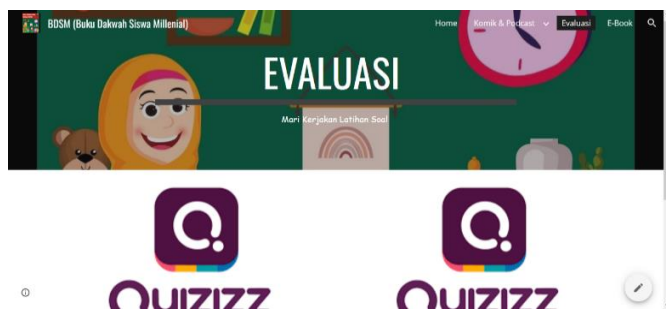 BDSM (Buku Dakwah Siswa Millenial)
Home Komik & Podcast Evaluasi E-Book
EVALUASI
Mari Kerjakan Latihan Soal
Quizizz Quizizz